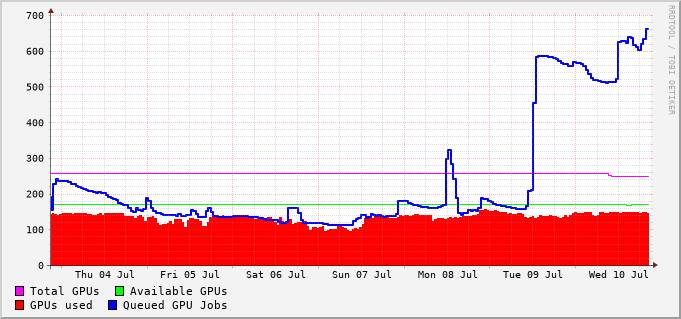 700
600
500
400
300
200
100
0
Thu 04 Jul Fri 05 Jul Sat 06 Jul Sun 07 Jul Mon 08 Jul Tue 09 Jul Wed 10 Jul
Total GPUs Available GPUs
GPUs used Queued GPU Jobs
RRDTOOL / TOBI OETIKER